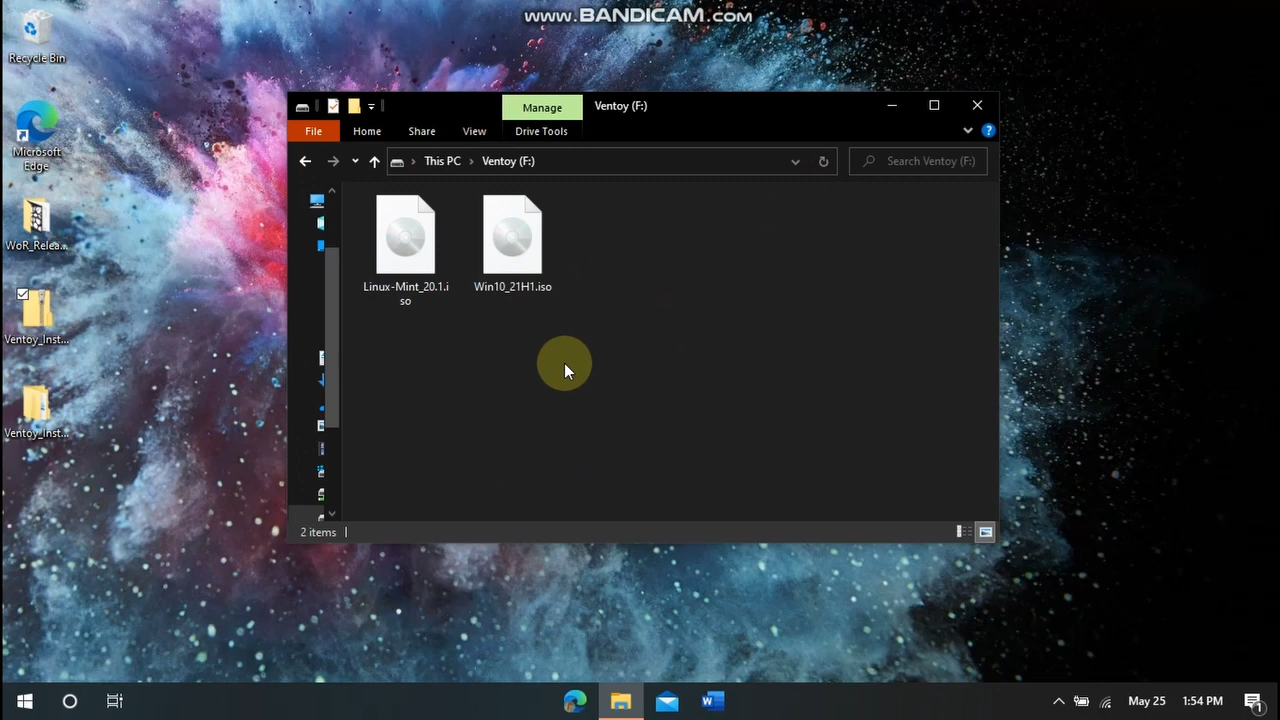 www.BANDICAM.com
Recycle Bin
Microsoft
Edge
WoR_Relea...
Ventoy_Inst...
Ventoy_Inst...
Manage
Ventoy (F:)
File
Home
Share
View
Drive Tools
?
This PC
Ventoy (F:)
Search Ventoy (F:)
Linux-Mint_20.1.i
so
Win10_21H1.iso
2 items
W
May 25
1:54 PM
1